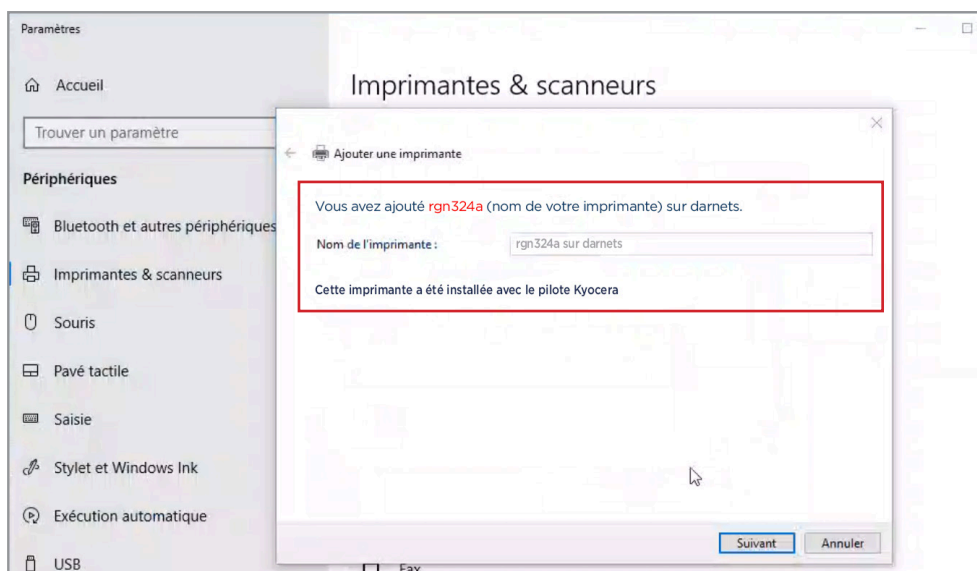 Paramètres
Accueil
Trouver un paramètre
Périphériques
Bluetooth et autres périphériques
Imprimantes & scanneurs
Souris
Pavé tactile
Saisie
Stylet et Windows Ink
Exécution automatique
USB
Imprimantes & scanneurs
Ajouter une imprimante
Vous avez ajouté rgn324a (nom de votre imprimante) sur darnets.
Nom de l'imprimante : rgn324a sur darnets
Cette imprimante a été installée avec le pilote Kyocera
Suivant Annuler
Fax